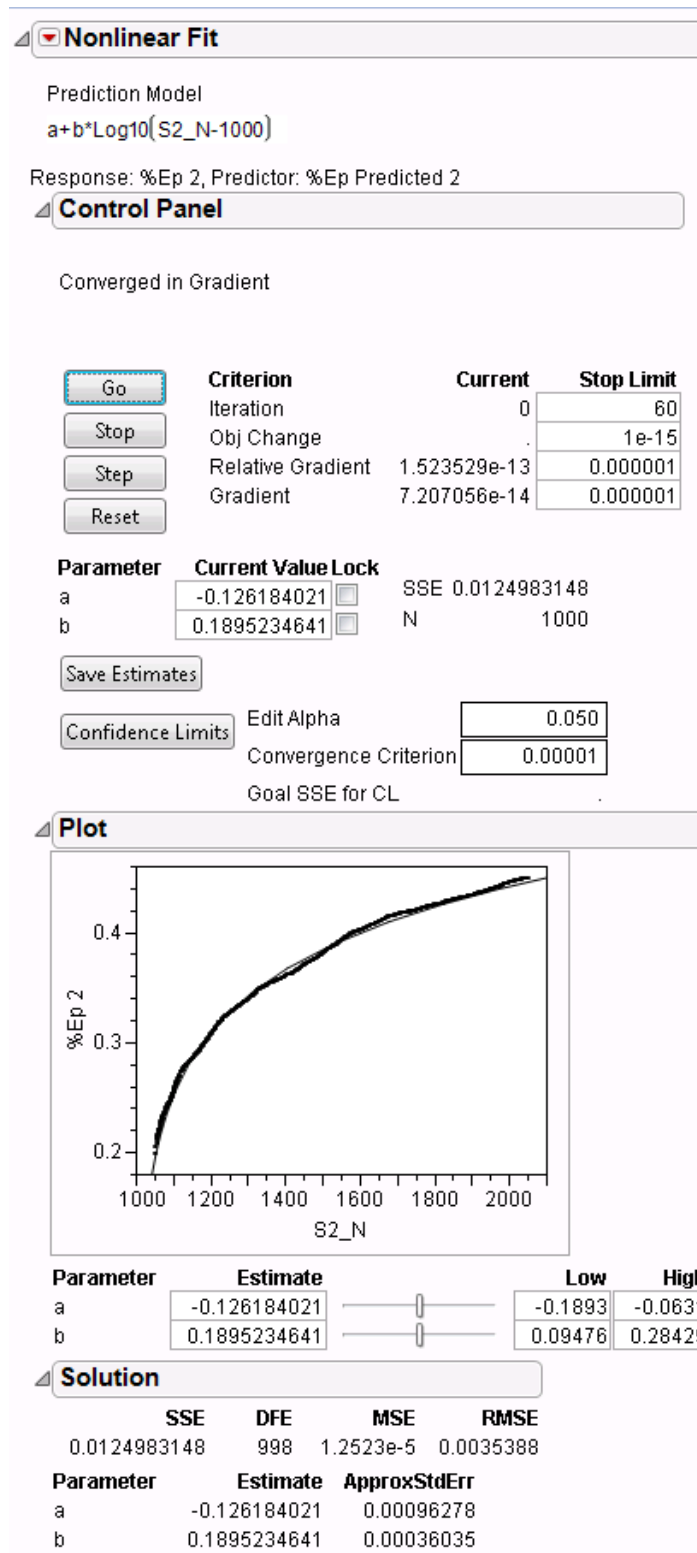 Nonlinear Fit
Prediction Model
a+b*Log10(S2_N-1000)
Response: %Ep 2, Predictor: %Ep Predicted 2
Control Panel
Converged in Gradient
Go
Stop
Step
Reset
Criterion Current Stop Limit
Iteration 0 60
Obj Change . 1e-15
Relative Gradient 1.523529e-13 0.000001
Gradient 7.207056e-14 0.000001
Parameter Current Value Lock
a -0.126184021
b 0.1895234641
SSE 0.0124983148
N 1000
Save Estimates
Confidence Limits
Edit Alpha 0.050
Convergence Criterion 0.00001
Goal SSE for CL .
Plot
%Ep 2
0.4
0.3
0.2
1000 1200 1400 1600 1800 2000
S2_N
Parameter Estimate Low High
a -0.126184021 -0.1893 -0.063
b 0.1895234641 0.09476 0.2842
Solution
SSE DFE MSE RMSE
0.0124983148 998 1.2523e-5 0.0035388
Parameter Estimate ApproxStdErr
a -0.126184021 0.00096278
b 0.1895234641 0.00036035